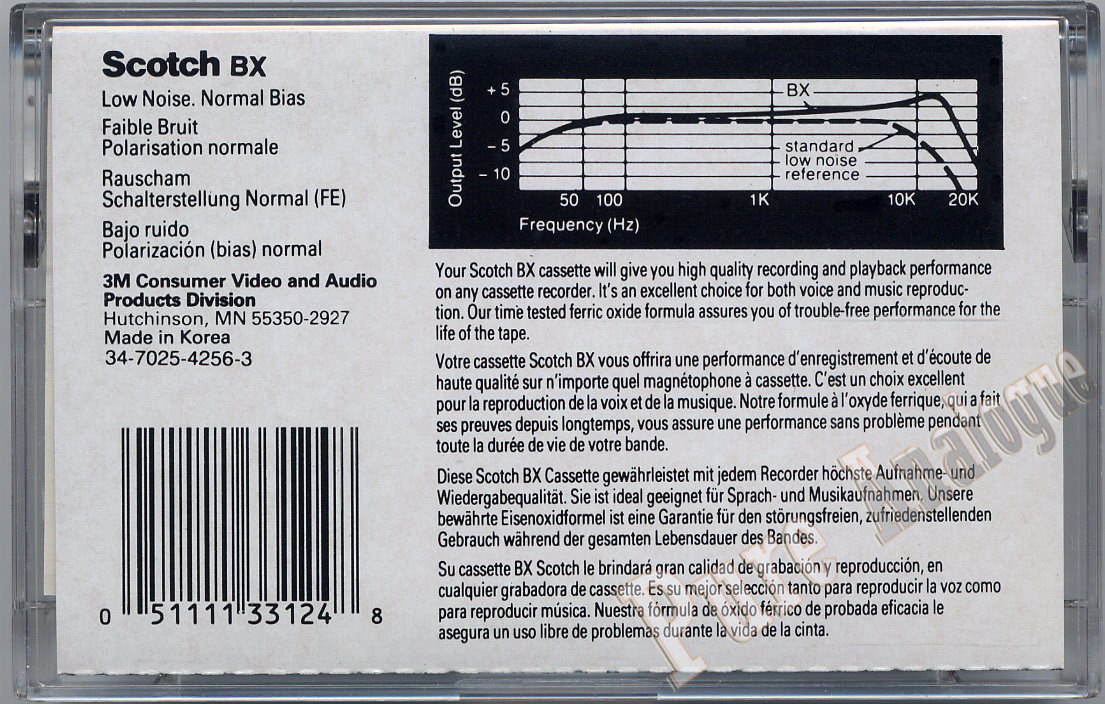 Scotch BX
Low Noise. Normal Bias
Faible Bruit
Polarisation normale
Rauscham
Schalterstellung Normal (FE)
Bajo ruido
Polarización (bias) normal
3M Consumer Video and Audio
Products Division
Hutchinson, MN 55350-2927
Made in Korea
34-7025-4256-3
0 51111 33124 8
Output Level (dB)
+ 5
0
- 5
- 10
BX
standard
low noise
reference
50 100 1K 10K 20K
Frequency (Hz)
Your Scotch BX cassette will give you high quality recording and playback performance
on any cassette recorder. It's an excellent choice for both voice and music reproduc-
tion. Our time tested ferric oxide formula assures you of trouble-free performance for the
life of the tape.
Votre cassette Scotch BX vous offrira une performance d'enregistrement et d'écoute de
haute qualité sur n'importe quel magnétophone à cassette. C'est un choix excellent
pour la reproduction de la voix et de la musique. Notre formule à l'oxyde ferrique, qui a fait
ses preuves depuis longtemps, vous assure une performance sans problème pendant
toute la durée de vie de votre bande.
Diese Scotch BX Cassette gewährleistet mit jedem Recorder höchste Aufnahme- und
Wiedergabequalität. Sie ist ideal geeignet für Sprach- und Musikaufnahmen. Unsere
bewährte Eisenoxidformel ist eine Garantie für den störungsfreien, zufriedenstellenden
Gebrauch während der gesamten Lebensdauer des Bandes.
Su cassette BX Scotch le brindará gran calidad de grabación y reproducción, en
cualquier grabadora de cassette. Es su mejor selección tanto para reproducir la voz como
para reproducir música. Nuestra fórmula de óxido férrico de probada eficacia le
asegura un uso libre de problemas durante la vida de la cinta.
Pure Analogue